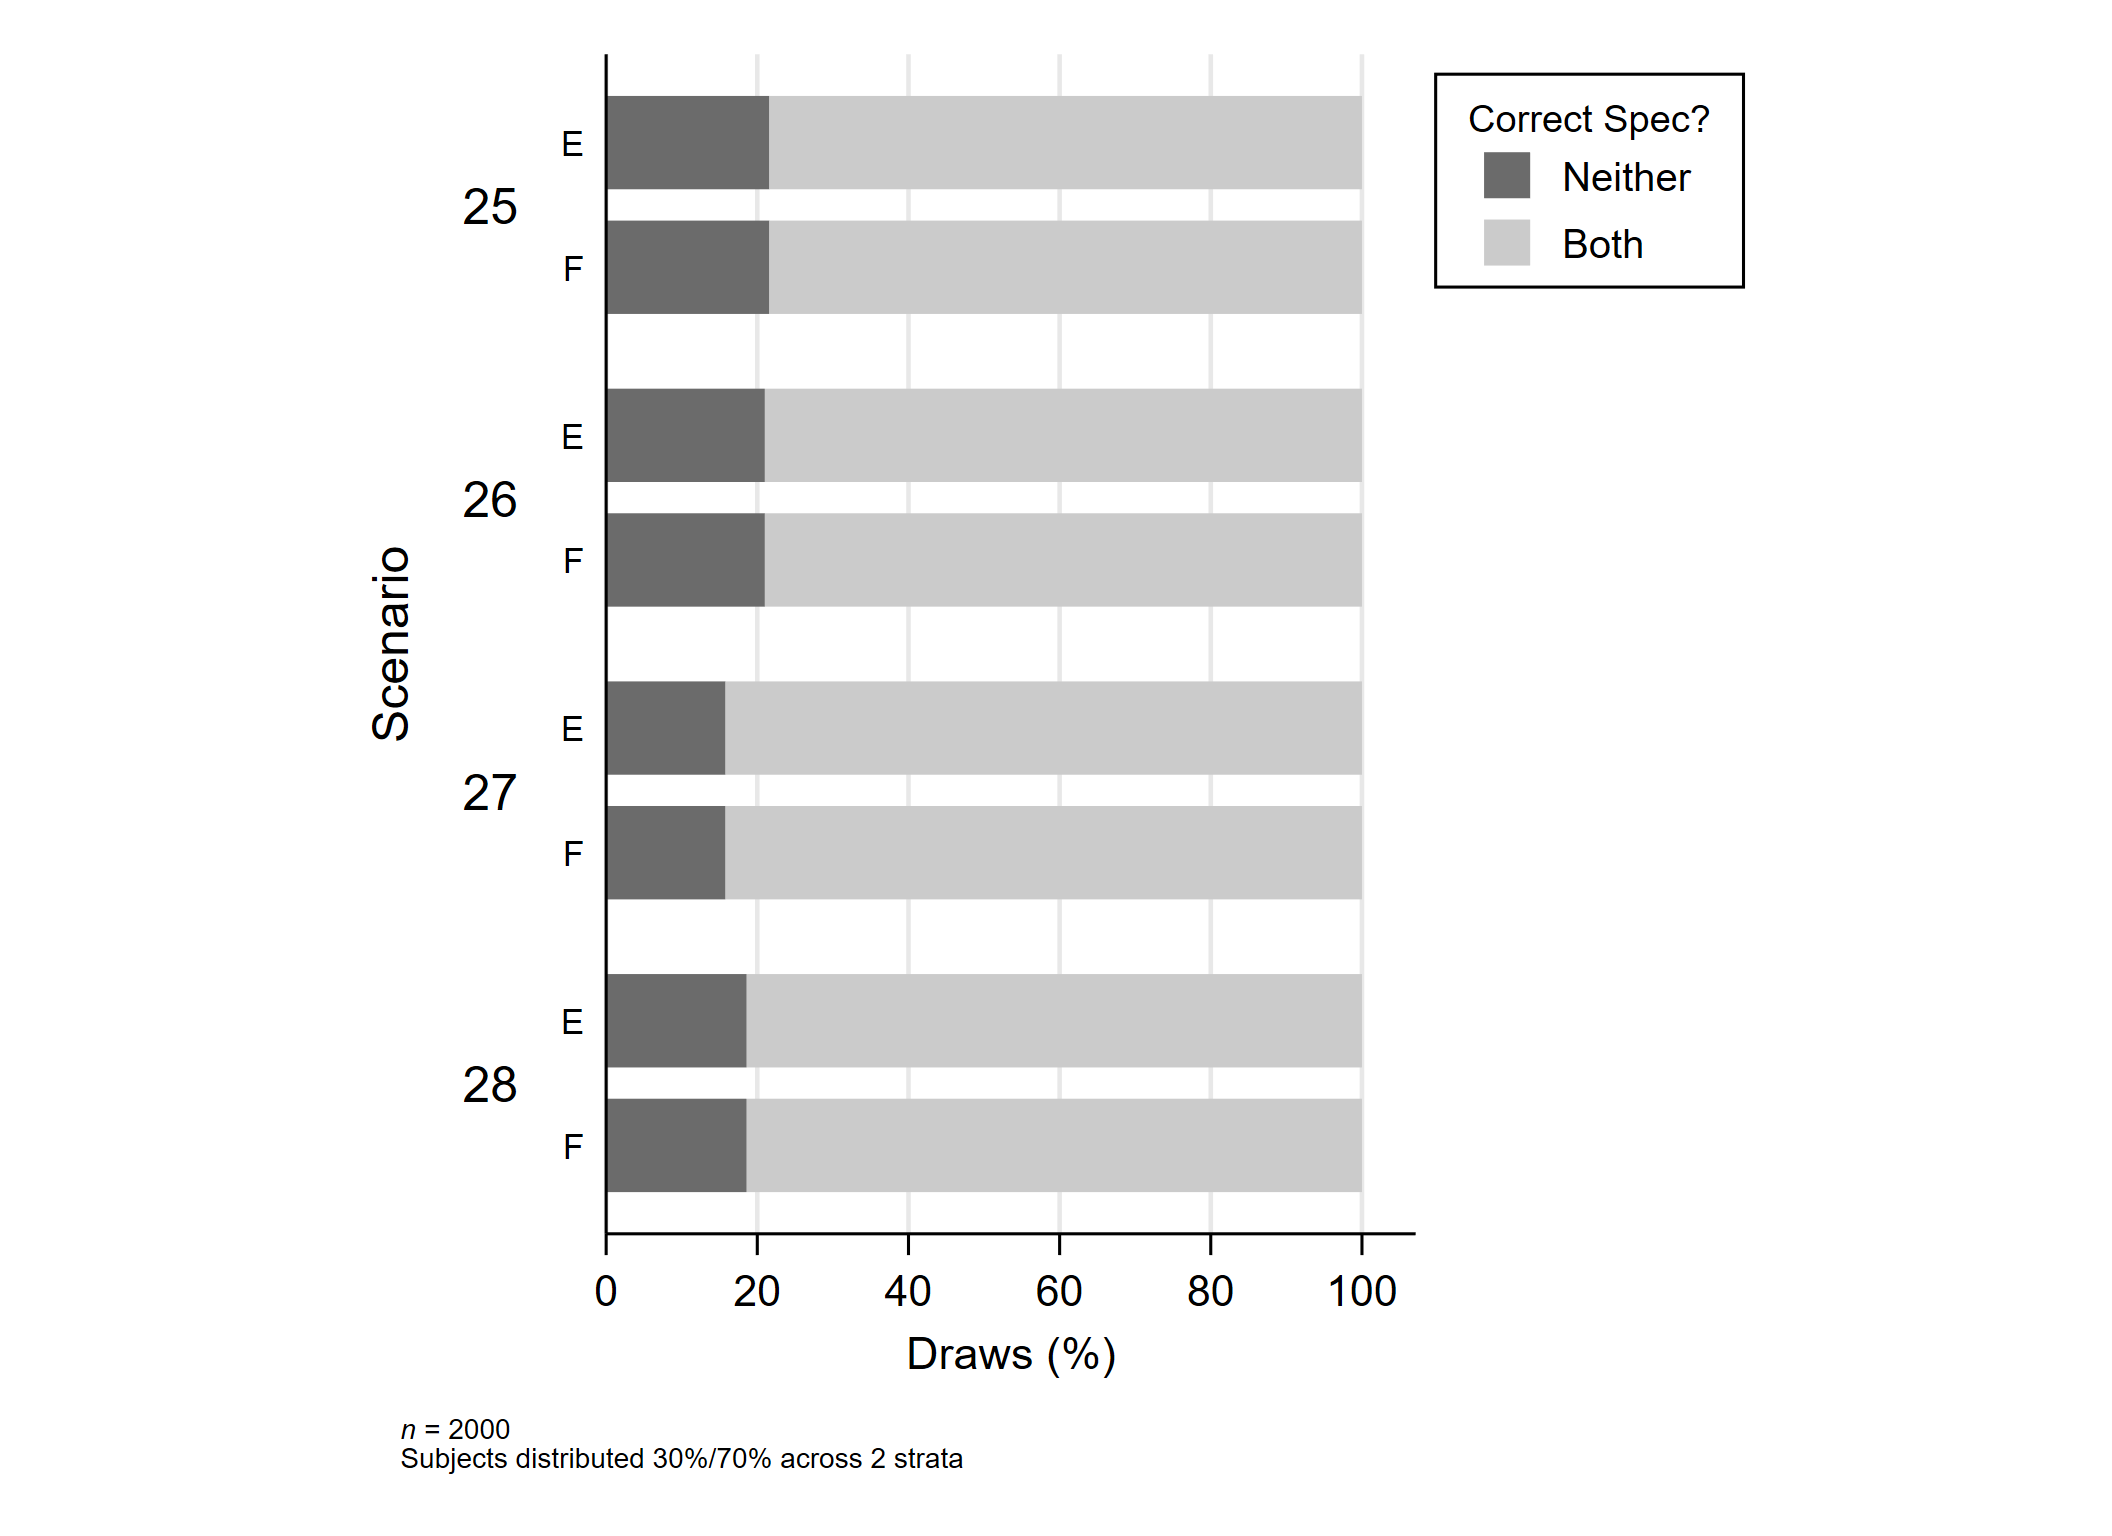 Correct Spec?
Neither
Both
Scenario
25
E
F
26
E
F
27
E
F
28
E
F
0 20 40 60 80 100
Draws (%)
n = 2000
Subjects distributed 30%/70% across 2 strata